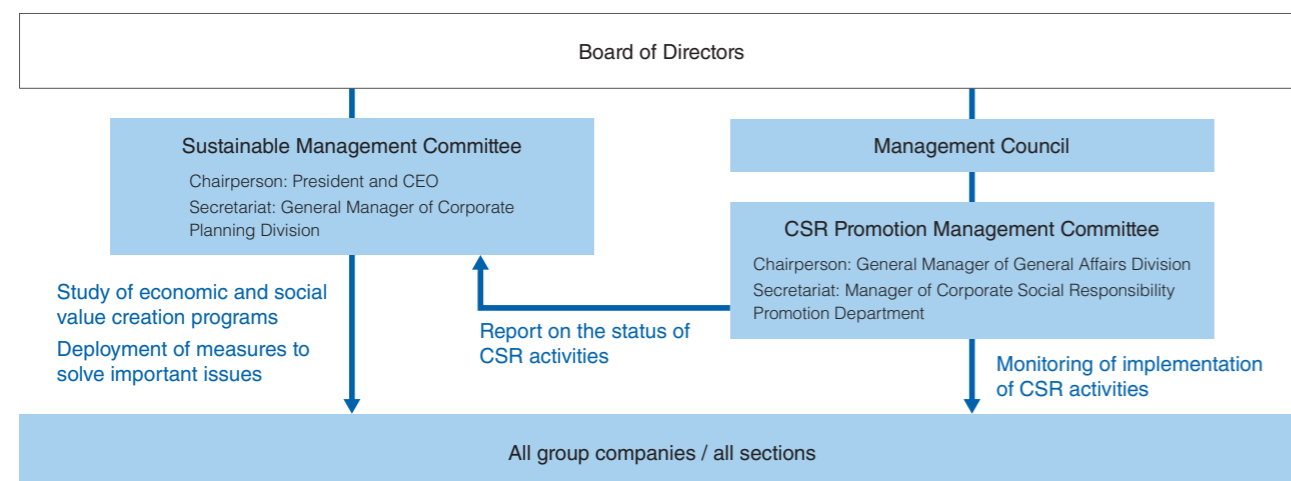 Board of Directors
Sustainable Management Committee
Chairperson: President and CEO
Secretariat: General Manager of Corporate
Planning Division
Management Council
CSR Promotion Management Committee
Chairperson: General Manager of General Affairs Division
Secretariat: Manager of Corporate Social Responsibility
Promotion Department
Study of economic and social
value creation programs
Deployment of measures to
solve important issues
Report on the status of
CSR activities
Monitoring of implementation
of CSR activities
All group companies / all sections